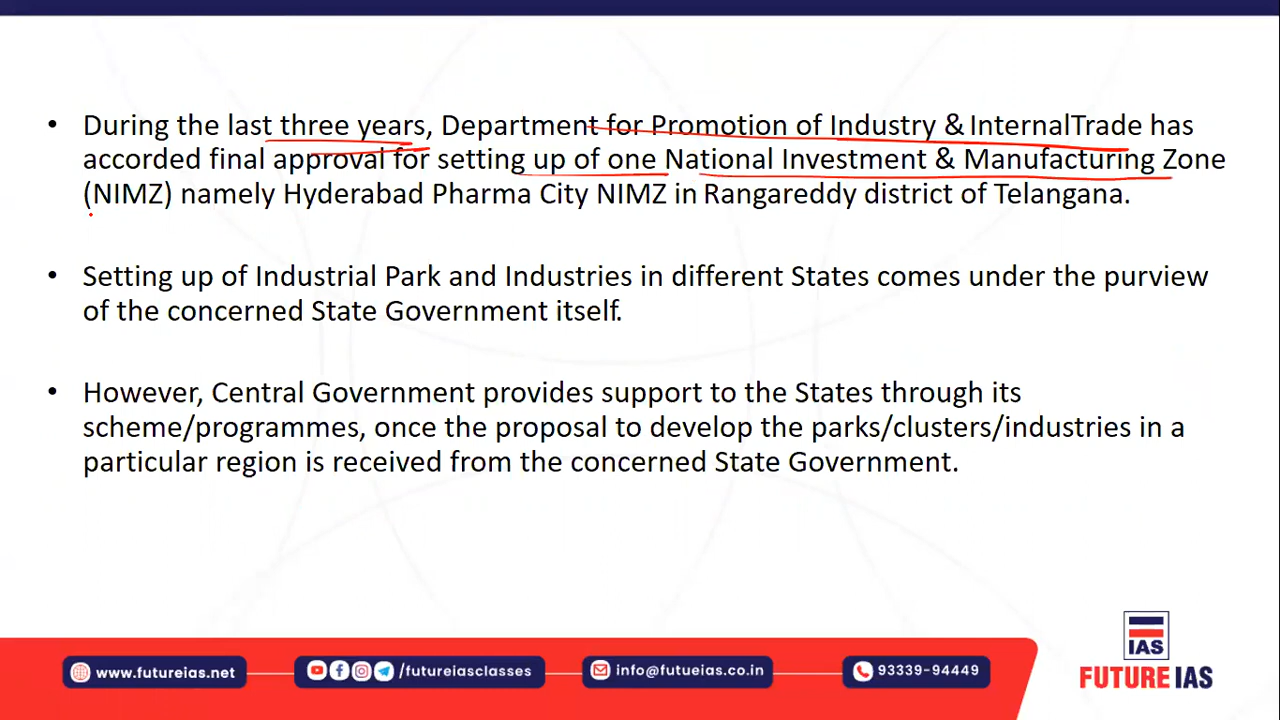 • During the last three years, Department for Promotion of Industry & InternalTrade has
accorded final approval for setting up of one National Investment & Manufacturing Zone
(NIMZ) namely Hyderabad Pharma City NIMZ in Rangareddy district of Telangana.
• Setting up of Industrial Park and Industries in different States comes under the purview
of the concerned State Government itself.
• However, Central Government provides support to the States through its
scheme/programmes, once the proposal to develop the parks/clusters/industries in a
particular region is received from the concerned State Government.
www.futureias.net
/futureiasclasses
info@futueias.co.in
93339-94449
IAS
FUTURE IAS